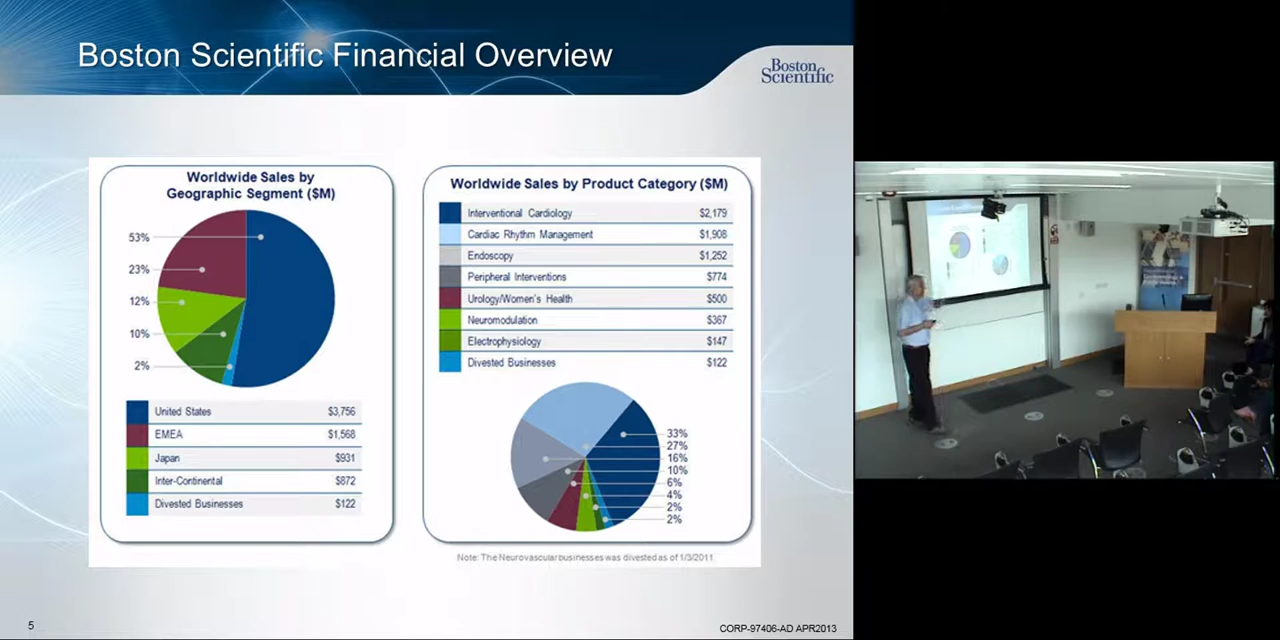 Boston Scientific Financial Overview
Boston
Scientific
Worldwide Sales by
Geographic Segment ($M)
53%
23%
12%
10%
2%
United States $3,756
EMEA $1,568
Japan $931
Inter-Continental $872
Divested Businesses $122
Worldwide Sales by Product Category ($M)
Interventional Cardiology $2,179
Cardiac Rhythm Management $1,908
Endoscopy $1,252
Peripheral Interventions $774
Urology/Women's Health $500
Neuromodulation $367
Electrophysiology $147
Divested Businesses $122
33%
27%
16%
10%
6%
4%
2%
2%
Note: The Neurovascular businesses was divested as of 1/3/2011
5
CORP-97406-AD APR2013